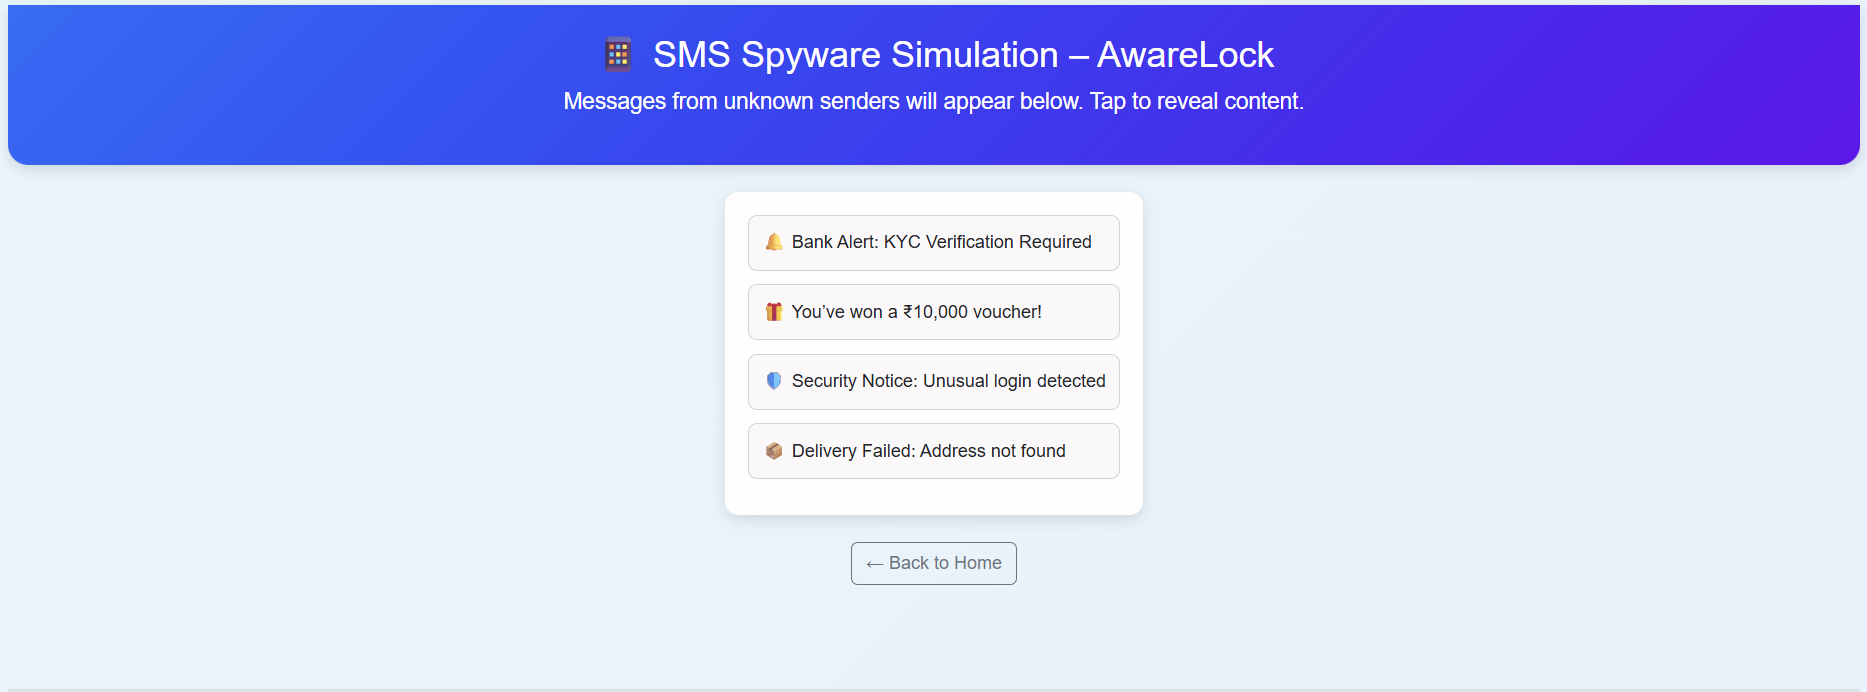 SMS Spyware Simulation – AwareLock
Messages from unknown senders will appear below. Tap to reveal content.
Bank Alert: KYC Verification Required
You’ve won a ₹10,000 voucher!
Security Notice: Unusual login detected
Delivery Failed: Address not found
← Back to Home